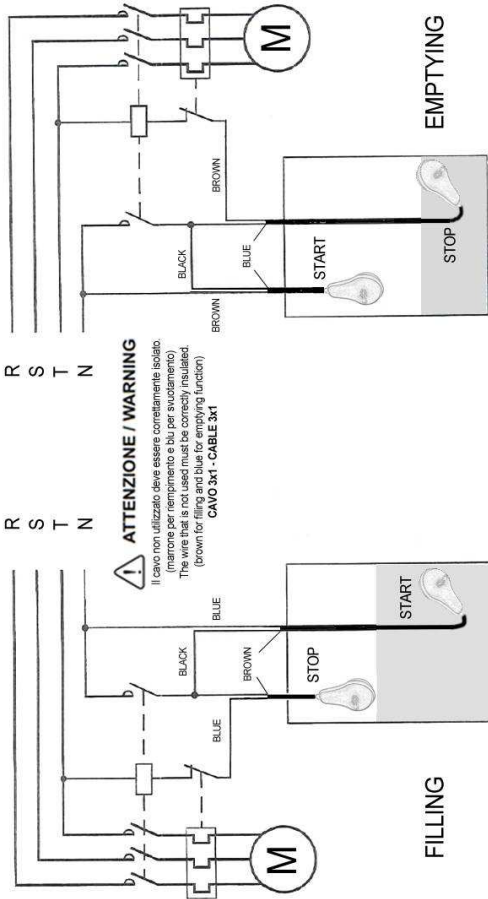 R
S
T
N
BLUE
BLACK
BROWN
BLUE
STOP
START
M
FILLING
ATTENZIONE / WARNING
Il cavo non utilizzato deve essere correttamente isolato.
(marrone per riempimento e blu per svuotamento)
The wire that is not used must be correctly insulated.
(brown for filling and blue for emptying function)
CAVO 3x1 - CABLE 3x1
R
S
T
N
BROWN
BLACK
BLUE
BROWN
START
STOP
M
EMPTYING